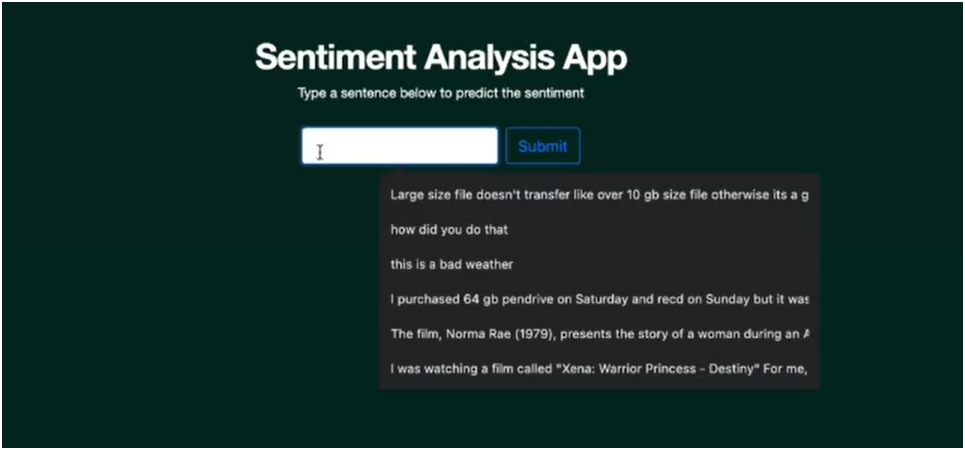 Sentiment Analysis App
Type a sentence below to predict the sentiment
Submit
Large size file doesn't transfer like over 10 gb size file otherwise its a g
how did you do that
this is a bad weather
I purchased 64 gb pendrive on Saturday and recd on Sunday but it was
The film, Norma Rae (1979), presents the story of a woman during an A
I was watching a film called "Xena: Warrior Princess - Destiny" For me,